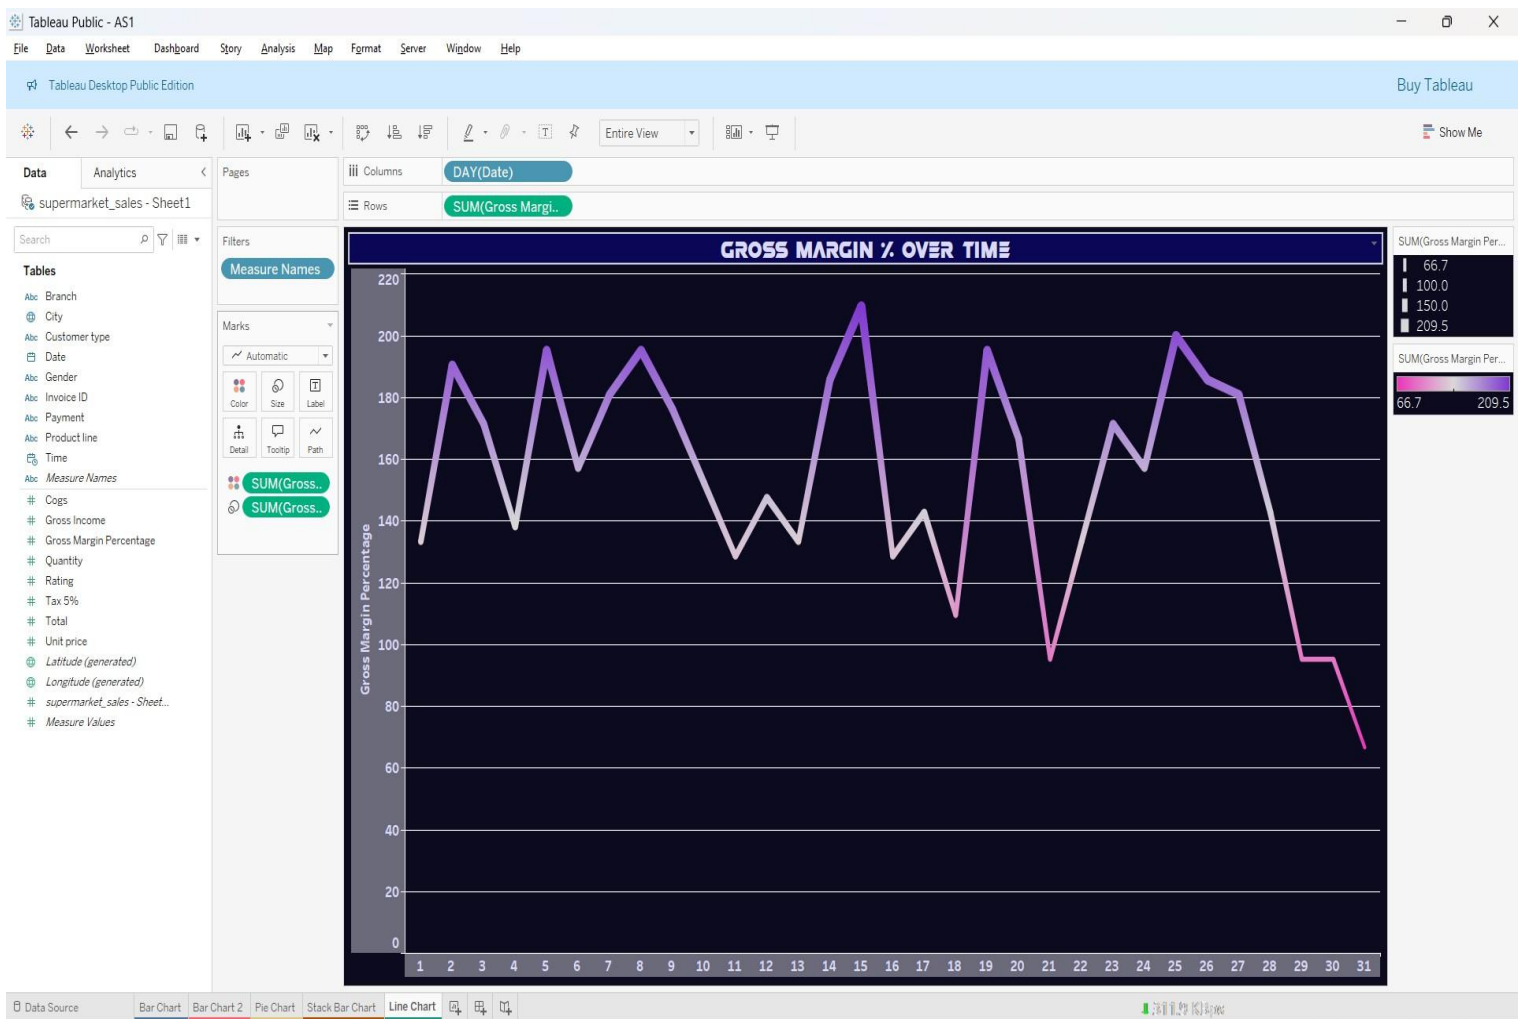 Tableau Public - AS1
File Data Worksheet Dashboard Story Analysis Map Format Server Window Help
Tableau Desktop Public Edition
Buy Tableau
Entire View
Show Me
Data Analytics
supermarket_sales - Sheet1
Search
Tables
Abc Branch
City
Abc Customer type
Date
Abc Gender
Abc Invoice ID
Abc Payment
Abc Product line
Time
Abc Measure Names
# Cogs
# Gross Income
# Gross Margin Percentage
# Quantity
# Rating
# Tax 5%
# Total
# Unit price
Latitude (generated)
Longitude (generated)
# supermarket_sales - Sheet...
# Measure Values
Pages
Filters
Measure Names
Marks
Automatic
Color Size Label
Detail Tooltip Path
SUM(Gross..
SUM(Gross..
Columns DAY(Date)
Rows SUM(Gross Margi..
GROSS MARGIN % OVER TIME
Gross Margin Percentage
220
200
180
160
140
120
100
80
60
40
20
0
1 2 3 4 5 6 7 8 9 10 11 12 13 14 15 16 17 18 19 20 21 22 23 24 25 26 27 28 29 30 31
SUM(Gross Margin Per...
66.7
100.0
150.0
209.5
SUM(Gross Margin Per...
66.7 209.5
Data Source Bar Chart Bar Chart 2 Pie Chart Stack Bar Chart Line Chart